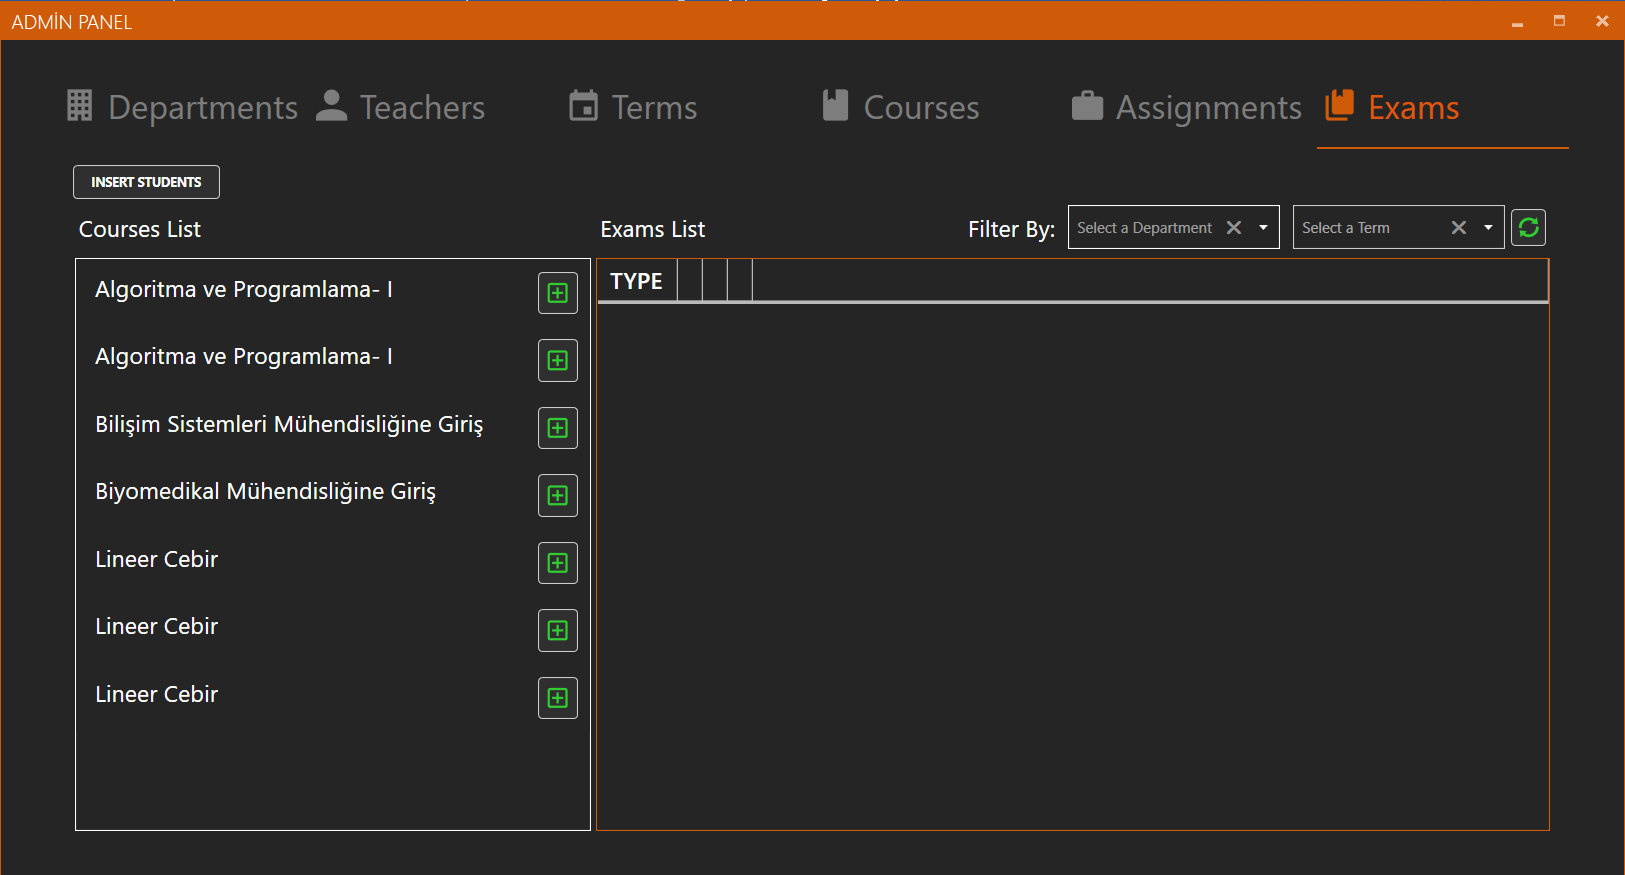 ADMİN PANEL
Departments Teachers Terms Courses Assignments Exams
INSERT STUDENTS
Courses List
Exams List
Filter By: Select a Department Select a Term
TYPE
Algoritma ve Programlama- I
Algoritma ve Programlama- I
Bilişim Sistemleri Mühendisliğine Giriş
Biyomedikal Mühendisliğine Giriş
Lineer Cebir
Lineer Cebir
Lineer Cebir